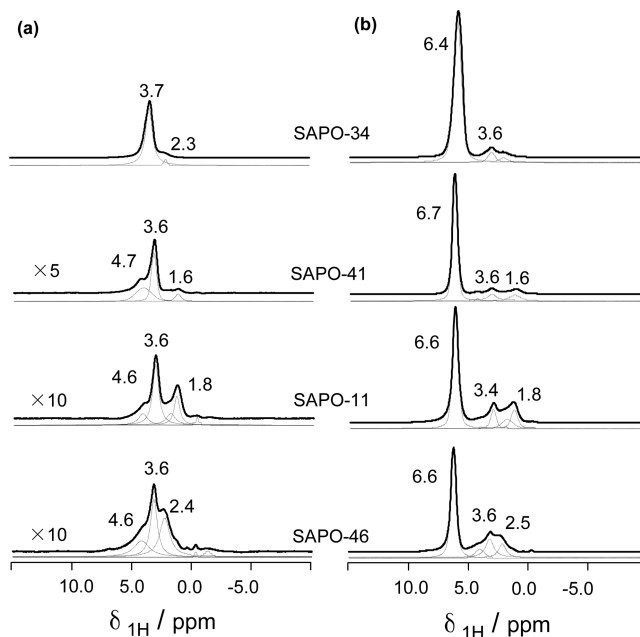 (a)
(b)
3.7
2.3
SAPO-34
6.4
3.6
×5
4.7
3.6
1.6
SAPO-41
6.7
3.6
1.6
×10
4.6
3.6
1.8
SAPO-11
6.6
3.4
1.8
×10
4.6
3.6
2.4
SAPO-46
6.6
3.6
2.5
10.0 5.0 0.0 -5.0
10.0 5.0 0.0 -5.0
δ 1H / ppm
δ 1H / ppm